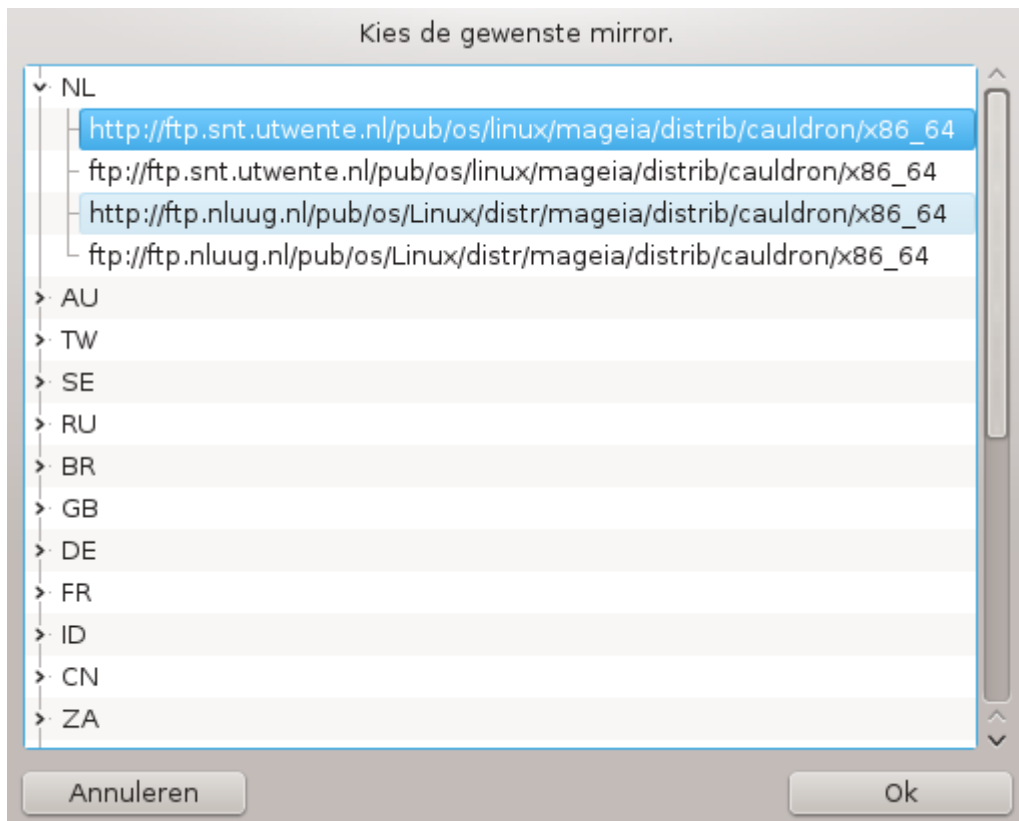 Kies de gewenste mirror.
NL
http://ftp.snt.utwente.nl/pub/os/linux/mageia/distrib/cauldron/x86_64
ftp://ftp.snt.utwente.nl/pub/os/linux/mageia/distrib/cauldron/x86_64
http://ftp.nluug.nl/pub/os/Linux/distr/mageia/distrib/cauldron/x86_64
ftp://ftp.nluug.nl/pub/os/Linux/distr/mageia/distrib/cauldron/x86_64
AU
TW
SE
RU
BR
GB
DE
FR
ID
CN
ZA
Annuleren Ok